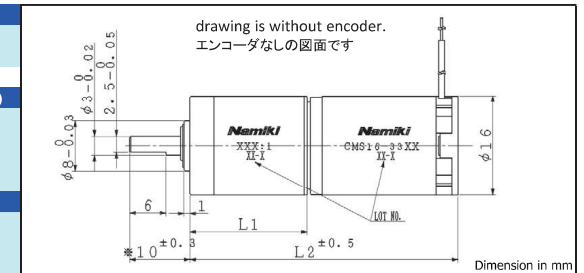 drawing is without encoder.
エンコーダなしの図面です
φ8-0.03 0
φ3-0.02 0
2.5-0.05 0
Namiki
XXX:1
XX-X
Namiki
CMS16-33XX
XX-X
φ16
LOT NO.
6
1
L1
※10±0.3
L2±0.5
Dimension in mm